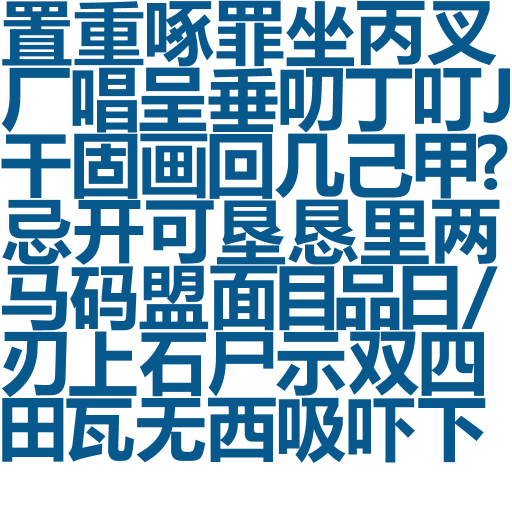 置重啄罪坐丙叉
厂唱呈垂叨丁叮J
干固画回几己甲?
忌开可垦恳里两
马码盟面目品日/
刃上石尸示双四
田瓦无西吸吓下